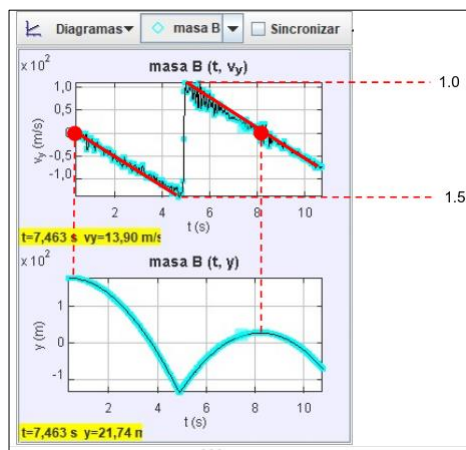 Diagramas▾ masa B ▾ Sincronizar
x 10² masa B (t, vy)
1,0
0,5
0
-0,5
-1,0
vy (m/s)
2 4 6 8 10
t (s)
t=7,463 s vy=13,90 m/s
1.0
1.5
x 10² masa B (t, y)
1
0
-1
y (m)
2 4 6 8 10
t (s)
t=7,463 s y=21,74 m